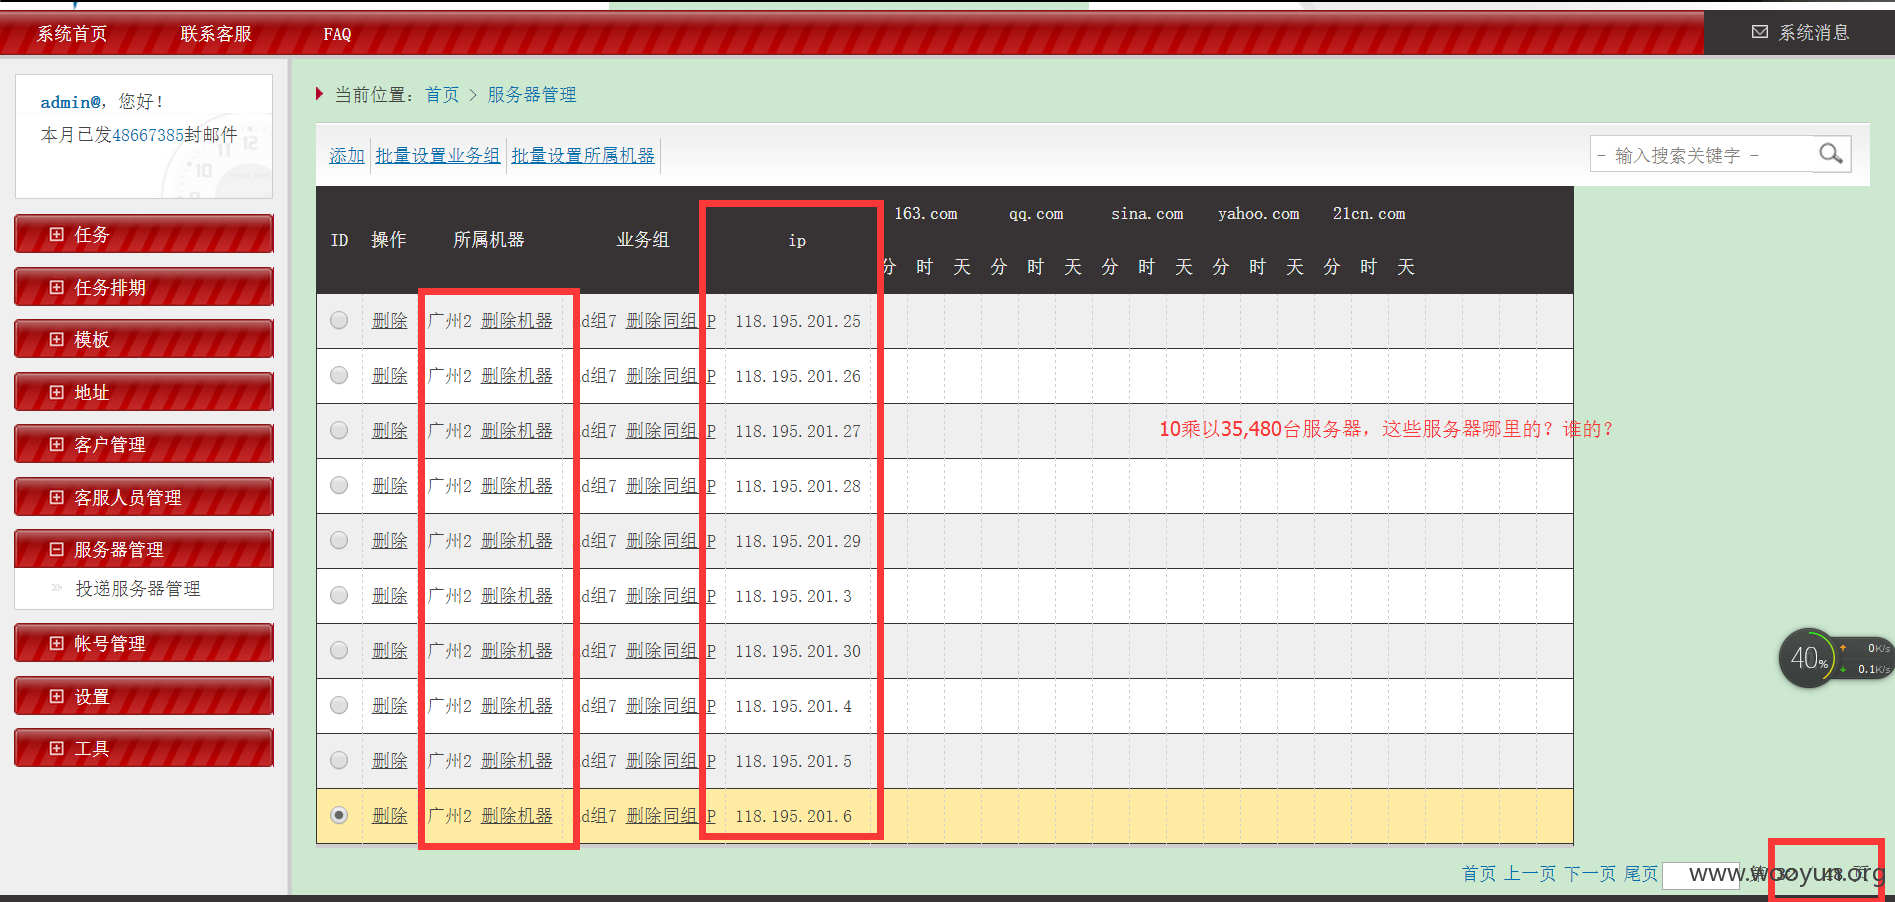 系统首页 联系客服 FAQ 系统消息
admin@，您好！
本月已发48667385封邮件
任务
任务排期
模板
地址
客户管理
客服人员管理
服务器管理
投递服务器管理
帐号管理
设置
工具
当前位置：首页 > 服务器管理
添加 批量设置业务组 批量设置所属机器 - 输入搜索关键字 -
163.com qq.com sina.com yahoo.com 21cn.com
ID 操作 所属机器 业务组 ip
分 时 天 分 时 天 分 时 天 分 时 天 分 时 天
删除 广州2 删除机器 d组7 删除同组 P 118.195.201.25
删除 广州2 删除机器 d组7 删除同组 P 118.195.201.26
删除 广州2 删除机器 d组7 删除同组 P 118.195.201.27
10乘以35,480台服务器，这些服务器哪里的？谁的？
删除 广州2 删除机器 d组7 删除同组 P 118.195.201.28
删除 广州2 删除机器 d组7 删除同组 P 118.195.201.29
删除 广州2 删除机器 d组7 删除同组 P 118.195.201.3
删除 广州2 删除机器 d组7 删除同组 P 118.195.201.30
删除 广州2 删除机器 d组7 删除同组 P 118.195.201.4
删除 广州2 删除机器 d组7 删除同组 P 118.195.201.5
删除 广州2 删除机器 d组7 删除同组 P 118.195.201.6
40% 0K/s
0.1K/s
首页 上一页 下一页 尾页 第 48 页
www.wooyun.org